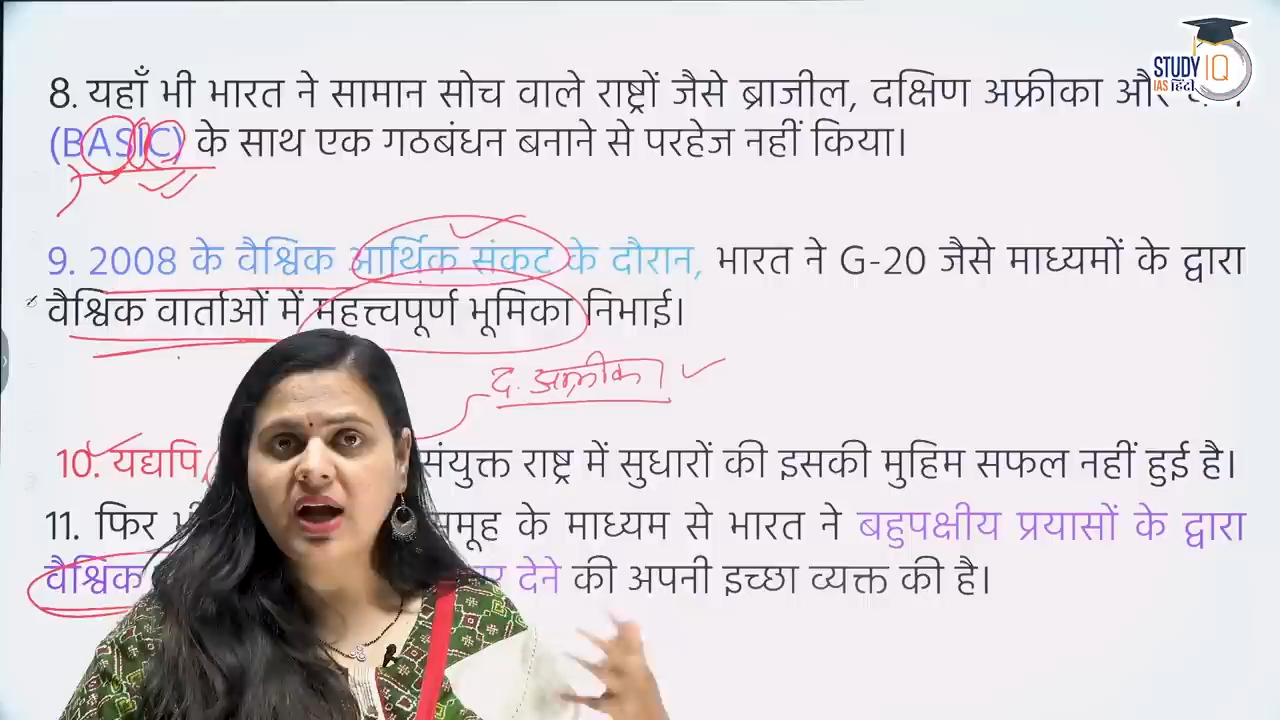 8. यहाँ भी भारत ने सामान सोच वाले राष्ट्रों जैसे ब्राजील, दक्षिण अफ्रीका और
(BASIC) के साथ एक गठबंधन बनाने से परहेज नहीं किया।
9. 2008 के वैश्विक आर्थिक संकट के दौरान, भारत ने G-20 जैसे माध्यमों के द्वारा
वैश्विक वार्ताओं में महत्त्वपूर्ण भूमिका निभाई।
द. अफ्रीका
10. यद्यपि, संयुक्त राष्ट्र में सुधारों की इसकी मुहिम सफल नहीं हुई है।
11. फिर के माध्यम से भारत ने बहुपक्षीय प्रयासों के द्वारा
वैश्विक देने की अपनी इच्छा व्यक्त की है।
STUDY IQ
IAS हिंदी